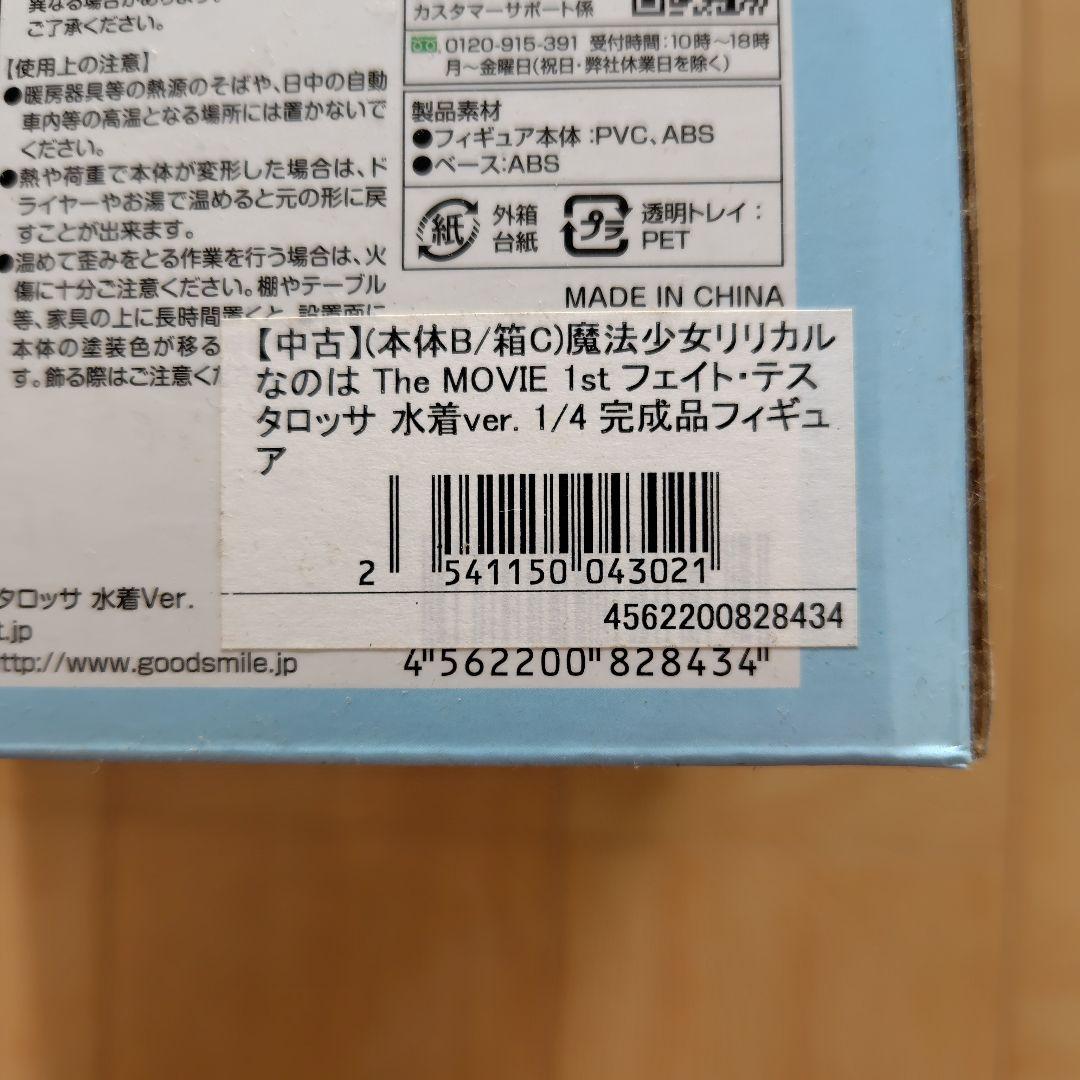 異なる場合があります。
ご了承ください。
【使用上の注意】
●暖房器具等の熱源のそばや、日中の自動
車内等の高温となる場所には置かないで
ください。
●熱や荷重で本体が変形した場合は、ド
ライヤーやお湯で温めると元の形に戻
すことが出来ます。
●温めて歪みをとる作業を行う場合は、火
傷に十分ご注意ください。棚やテーブル
等、家具の上に長時間置くと、設置面に
本体の塗装色が移る
す。飾る際はご注意くだ
カスタマーサポート係
0120-915-391 受付時間:10時〜18時
月〜金曜日(祝日・弊社休業日を除く)
製品素材
●フィギュア本体:PVC、ABS
●ベース:ABS
紙 外箱
台紙
プラ 透明トレイ:
PET
MADE IN CHINA
【中古】(本体B/箱C)魔法少女リリカル
なのは The MOVIE 1st フェイト・テス
タロッサ 水着ver. 1/4 完成品フィギュ
ア
2 541150 043021
4562200828434
タロッサ 水着Ver.
t.jp
http://www.goodsmile.jp
4"562200"828434"